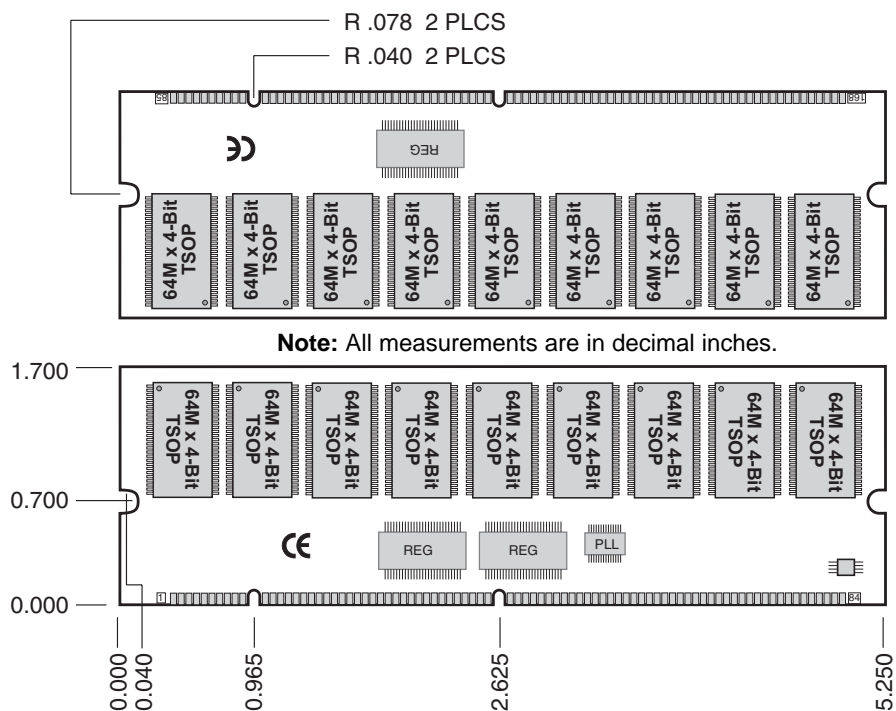 R .078 2 PLCS
R .040 2 PLCS
85
168
CE
REG
64M x 4-Bit
TSOP
64M x 4-Bit
TSOP
64M x 4-Bit
TSOP
64M x 4-Bit
TSOP
64M x 4-Bit
TSOP
64M x 4-Bit
TSOP
64M x 4-Bit
TSOP
64M x 4-Bit
TSOP
64M x 4-Bit
TSOP
Note: All measurements are in decimal inches.
1.700
64M x 4-Bit
TSOP
64M x 4-Bit
TSOP
64M x 4-Bit
TSOP
64M x 4-Bit
TSOP
64M x 4-Bit
TSOP
64M x 4-Bit
TSOP
64M x 4-Bit
TSOP
64M x 4-Bit
TSOP
64M x 4-Bit
TSOP
0.700
CE
REG
REG
PLL
0.000
1
84
0.000
0.040
0.965
2.625
5.250